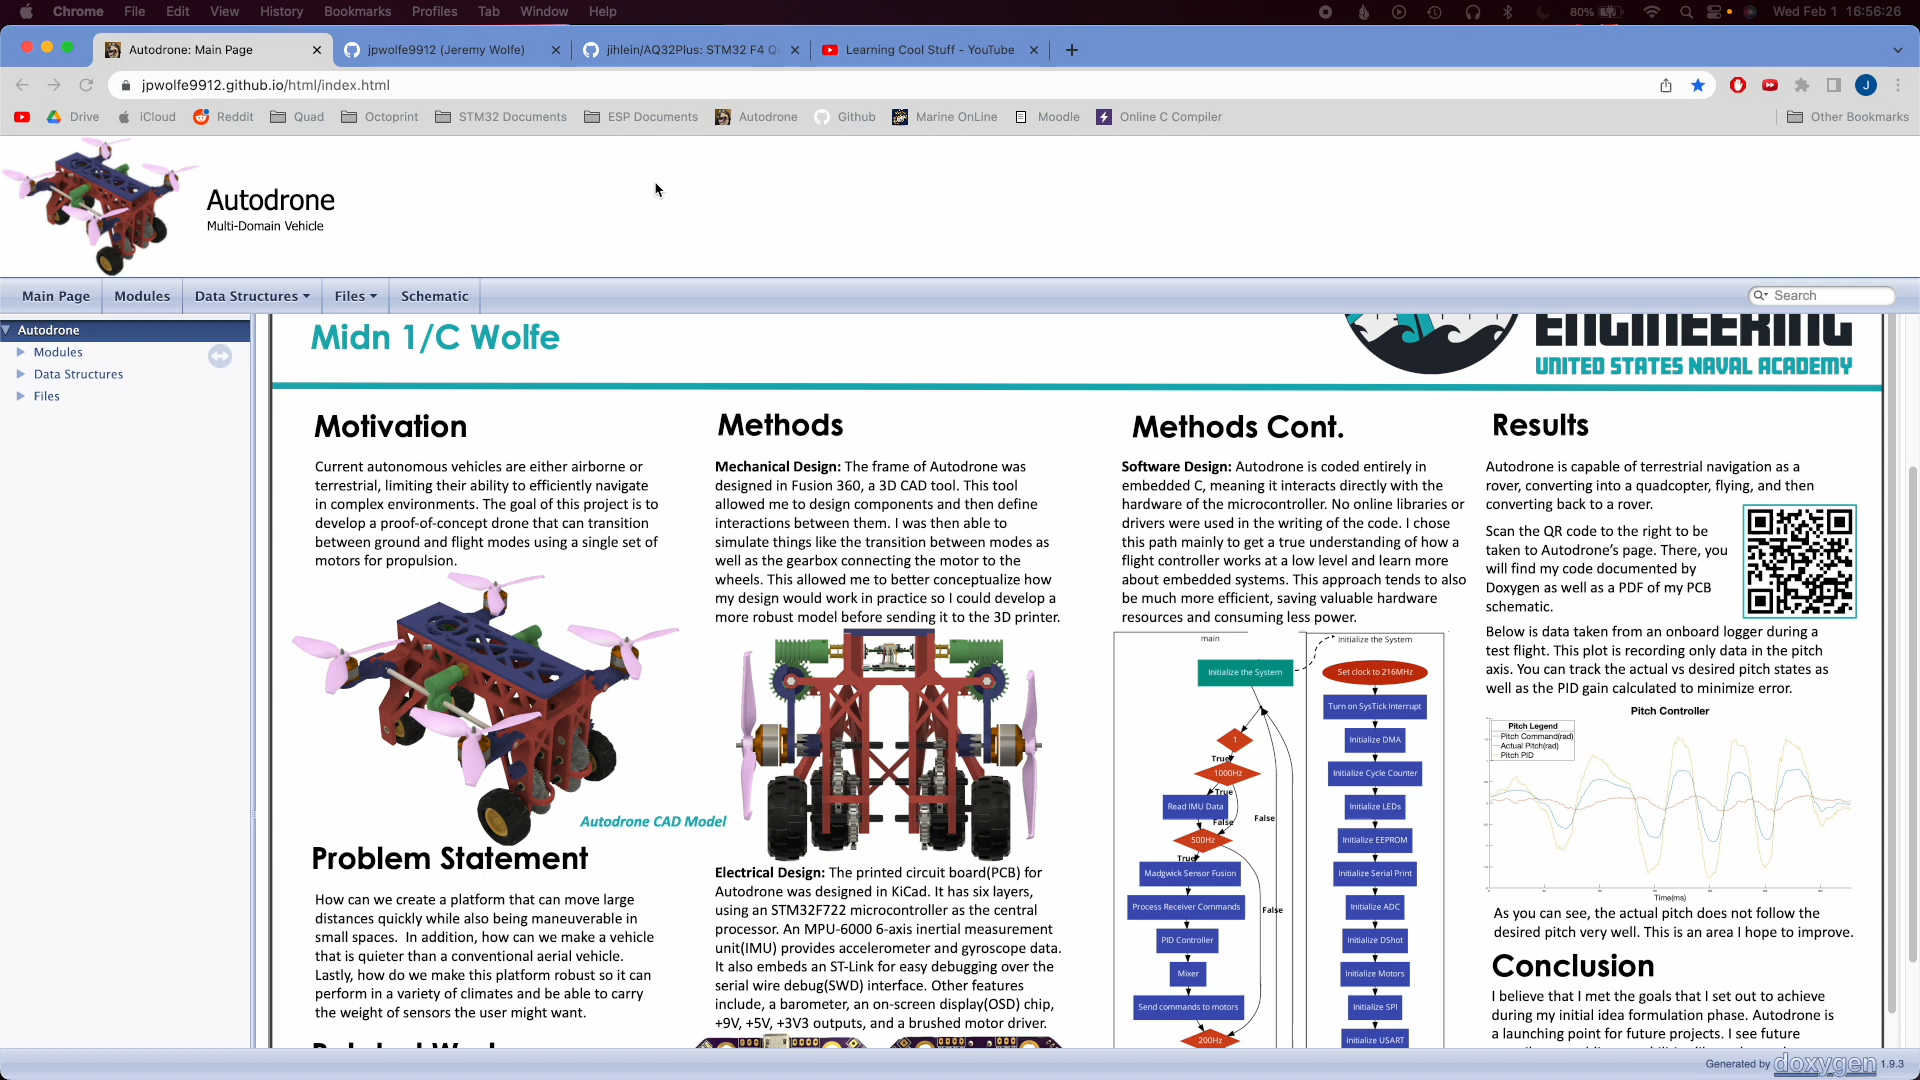 Chrome File Edit View History Bookmarks Profiles Tab Window Help 80% Wed Feb 1 16:56:26
Autodrone: Main Page
jpwolfe9912 (Jeremy Wolfe)
jihlein/AQ32Plus: STM32 F4 Qu
Learning Cool Stuff - YouTube
jpwolfe9912.github.io/html/index.html
J
Drive iCloud Reddit Quad Octoprint STM32 Documents ESP Documents Autodrone Github Marine OnLine Moodle Online C Compiler Other Bookmarks
Autodrone
Multi-Domain Vehicle
Main Page Modules Data Structures Files Schematic Search
Autodrone
Modules
Data Structures
Files
Midn 1/C Wolfe
ENGINEERING
UNITED STATES NAVAL ACADEMY
Motivation
Current autonomous vehicles are either airborne or
terrestrial, limiting their ability to efficiently navigate
in complex environments. The goal of this project is to
develop a proof-of-concept drone that can transition
between ground and flight modes using a single set of
motors for propulsion.
Autodrone CAD Model
Problem Statement
How can we create a platform that can move large
distances quickly while also being maneuverable in
small spaces. In addition, how can we make a vehicle
that is quieter than a conventional aerial vehicle.
Lastly, how do we make this platform robust so it can
perform in a variety of climates and be able to carry
the weight of sensors the user might want.
Methods
Mechanical Design: The frame of Autodrone was
designed in Fusion 360, a 3D CAD tool. This tool
allowed me to design components and then define
interactions between them. I was then able to
simulate things like the transition between modes as
well as the gearbox connecting the motor to the
wheels. This allowed me to better conceptualize how
my design would work in practice so I could develop a
more robust model before sending it to the 3D printer.
Electrical Design: The printed circuit board(PCB) for
Autodrone was designed in KiCad. It has six layers,
using an STM32F722 microcontroller as the central
processor. An MPU-6000 6-axis inertial measurement
unit(IMU) provides accelerometer and gyroscope data.
It also embeds an ST-Link for easy debugging over the
serial wire debug(SWD) interface. Other features
include, a barometer, an on-screen display(OSD) chip,
+9V, +5V, +3V3 outputs, and a brushed motor driver.
Methods Cont.
Software Design: Autodrone is coded entirely in
embedded C, meaning it interacts directly with the
hardware of the microcontroller. No online libraries or
drivers were used in the writing of the code. I chose
this path mainly to get a true understanding of how a
flight controller works at a low level and learn more
about embedded systems. This approach tends to also
be much more efficient, saving valuable hardware
resources and consuming less power.
main
Initialize the System
1
True
1000Hz
True
Read IMU Data
False
False
500Hz
True
Madgwick Sensor Fusion
Process Receiver Commands
False
PID Controller
Mixer
Send commands to motors
200Hz
Initialize the System
Set clock to 216MHz
Turn on SysTick Interrupt
Initialize DMA
Initialize Cycle Counter
Initialize LEDs
Initialize EEPROM
Initialize Serial Print
Initialize ADC
Initialize DShot
Initialize Motors
Initialize SPI
Initialize USART
Results
Autodrone is capable of terrestrial navigation as a
rover, converting into a quadcopter, flying, and then
converting back to a rover.
Scan the QR code to the right to be
taken to Autodrone's page. There, you
will find my code documented by
Doxygen as well as a PDF of my PCB
schematic.
Below is data taken from an onboard logger during a
test flight. This plot is recording only data in the pitch
axis. You can track the actual vs desired pitch states as
well as the PID gain calculated to minimize error.
Pitch Controller
Pitch Legend
Pitch Command(rad)
Actual Pitch(rad)
Pitch PID
Time(ms)
As you can see, the actual pitch does not follow the
desired pitch very well. This is an area I hope to improve.
Conclusion
I believe that I met the goals that I set out to achieve
during my initial idea formulation phase. Autodrone is
a launching point for future projects. I see future
Generated by doxygen 1.9.3